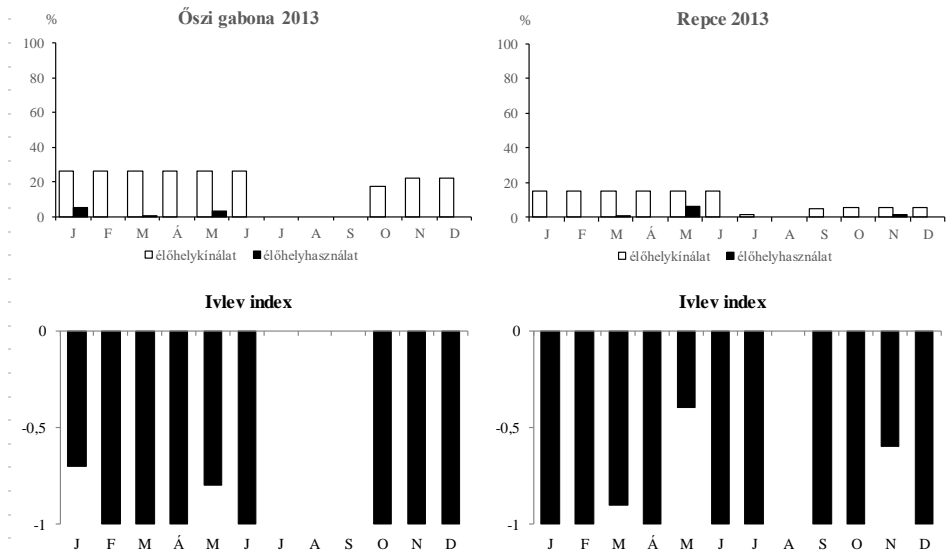 Őszi gabona 2013
%
100
80
60
40
20
0
J F M Á M J J A S O N D
élőhelykínálat élőhelyhasználat
Repce 2013
%
100
80
60
40
20
0
J F M Á M J J A S O N D
élőhelykínálat élőhelyhasználat
Ivlev index
0
-0,5
-1
J F M Á M J J A S O N D
Ivlev index
0
-0,5
-1
J F M Á M J J A S O N D